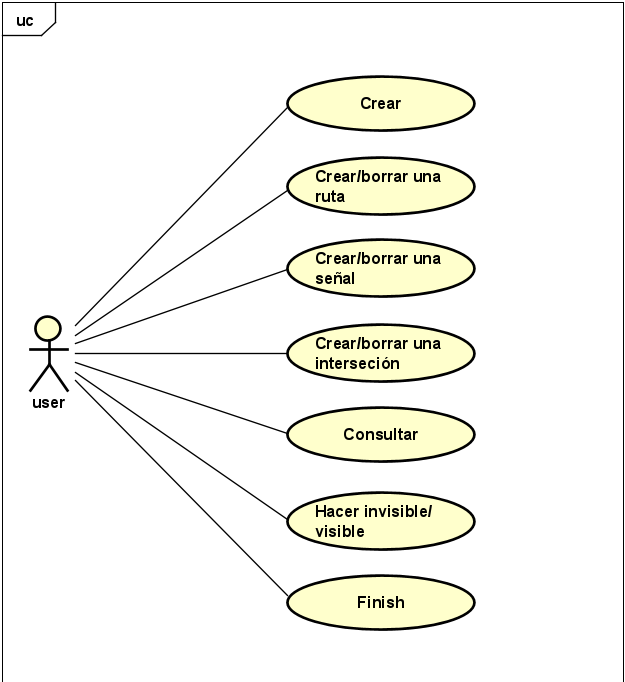 uc
Crear
Crear/borrar una
ruta
Crear/borrar una
señal
Crear/borrar una
interseción
user
Consultar
Hacer invisible/
visible
Finish